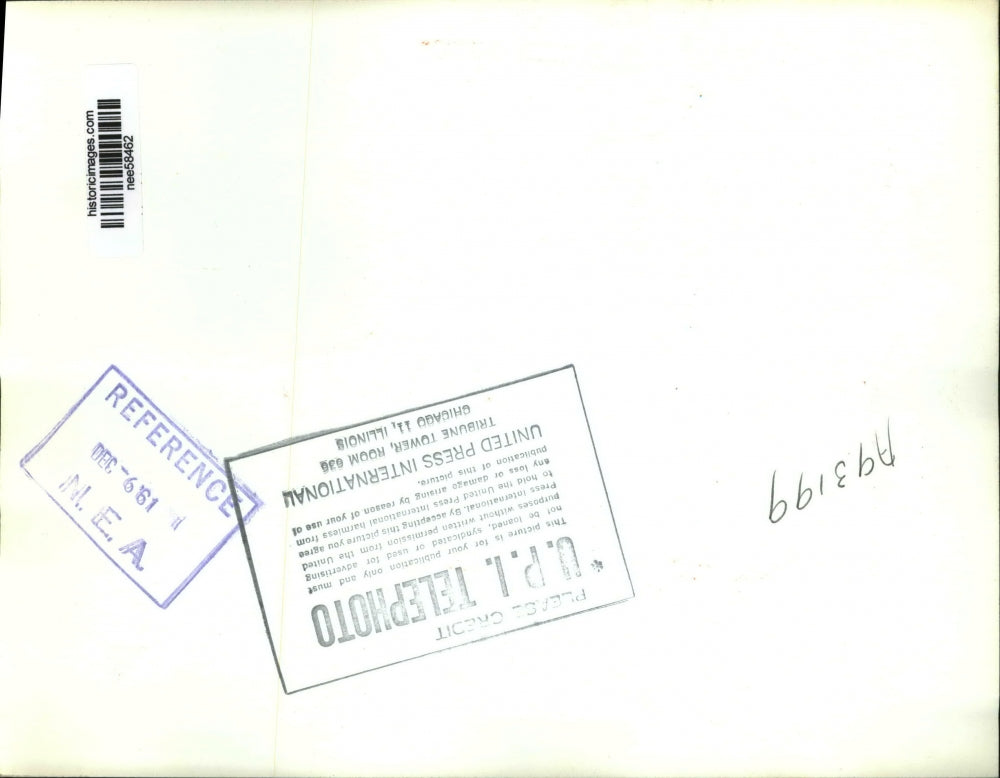 historicimages.com
nee58462
REFERENCE
DEC -6 '61
N. E. A.
PLEASE CREDIT
* U.P.I. TELEPHOTO
This picture is for your publication only and must
not be loaned, syndicated or used for advertising
purposes without written permission from the United
Press International. By accepting this picture you agree
to hold the United Press International harmless from
any loss or damage arising by reason of your use of
publication of this picture.
UNITED PRESS INTERNATIONAL
TRIBUNE TOWER, ROOM 636
CHICAGO 11, ILLINOIS
A93199